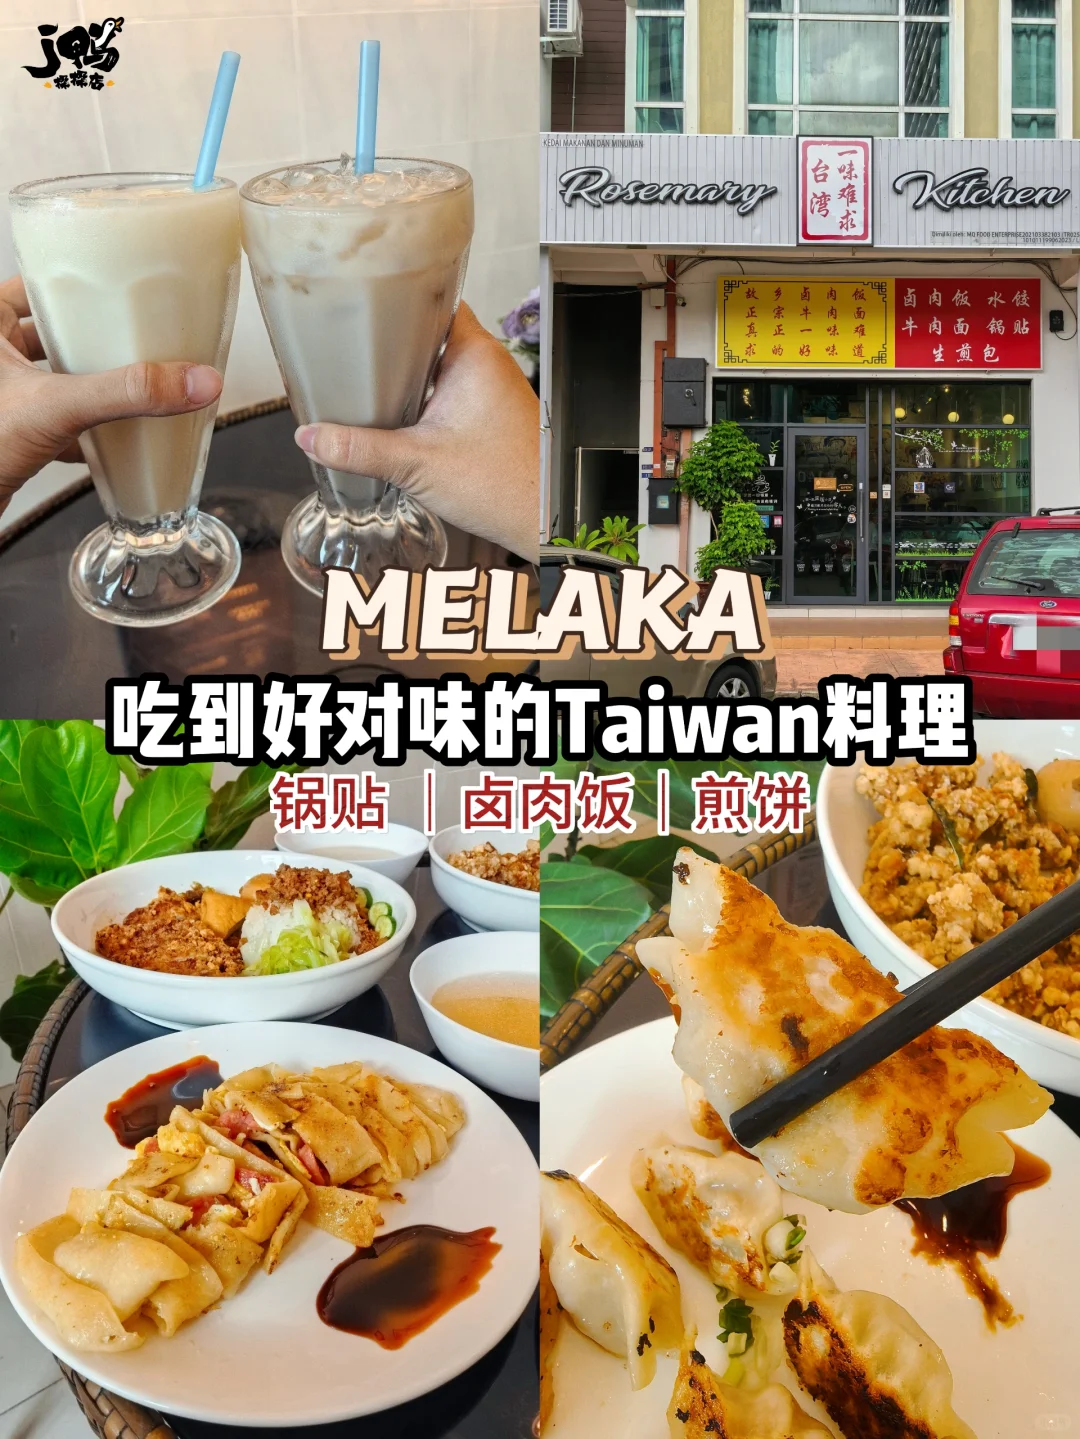 J鸭
探探店
KEDAI MAKANAN DAN MINUMAN
Rosemary
一味难求
台湾
Kitchen
故乡卤肉饭
正宗牛肉面
真正一味难
求的好味道
卤肉饭 水饺
牛肉面 锅贴
生煎包
MELAKA
吃到好对味的Taiwan料理
锅贴 | 卤肉饭 | 煎饼